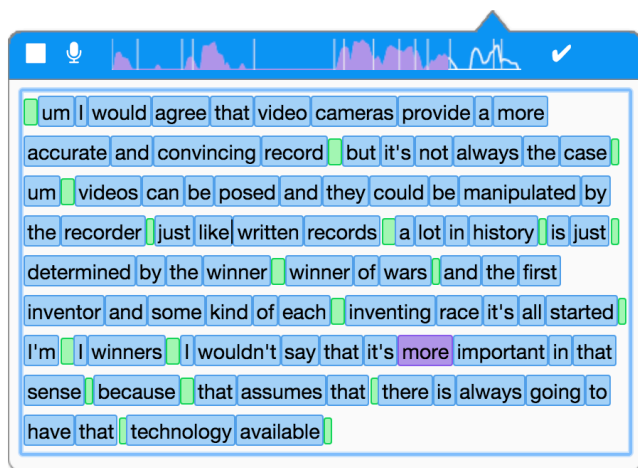 um I would agree that video cameras provide a more
accurate and convincing record but it's not always the case
um videos can be posed and they could be manipulated by
the recorder just like written records a lot in history is just
determined by the winner winner of wars and the first
inventor and some kind of each inventing race it's all started
I'm I winners I wouldn't say that it's more important in that
sense because that assumes that there is always going to
have that technology available